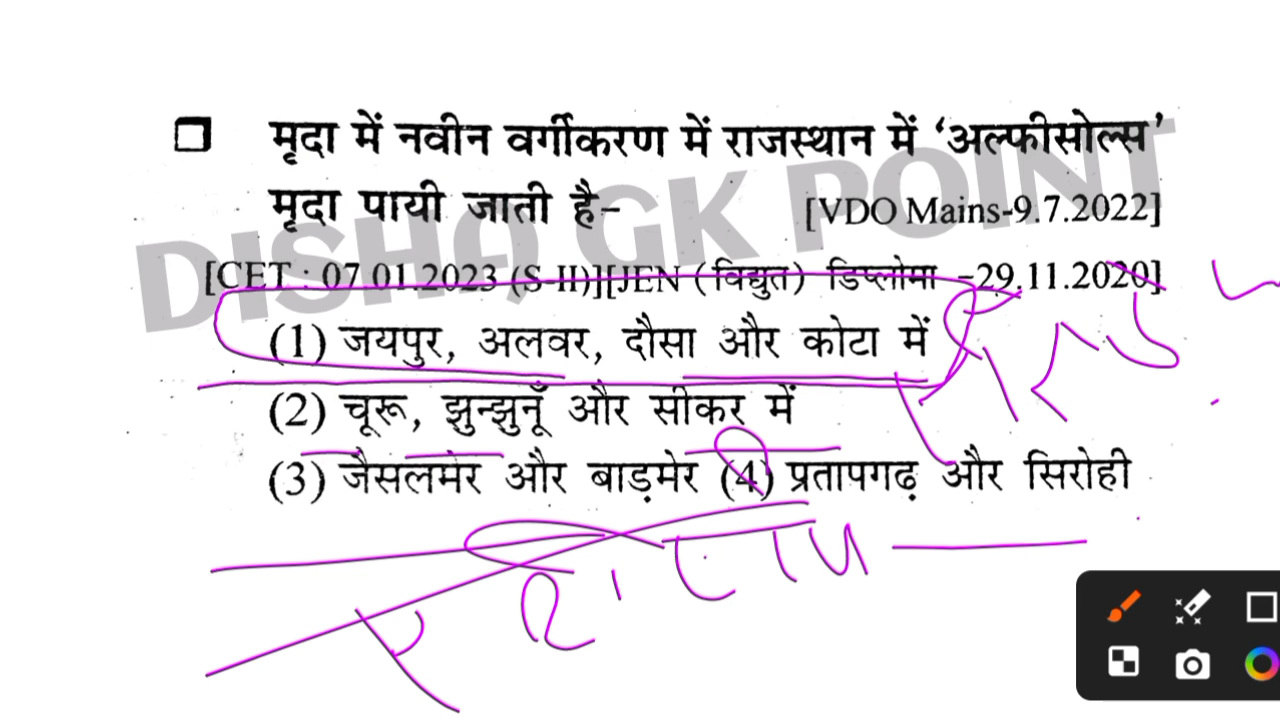 ❑ मृदा में नवीन वर्गीकरण में राजस्थान में ‘अल्फीसोल्स’
मृदा पायी जाती है– [VDO Mains-9.7.2022]
DISHA GK POINT
[CET : 07.01.2023 (S-II)][JEN (विद्युत) डिप्लोमा –29.11.2020]
(1) जयपुर, अलवर, दौसा और कोटा में
(2) चूरू, झुन्झुनूँ और सीकर में
(3) जैसलमेर और बाड़मेर (4) प्रतापगढ़ और सिरोही